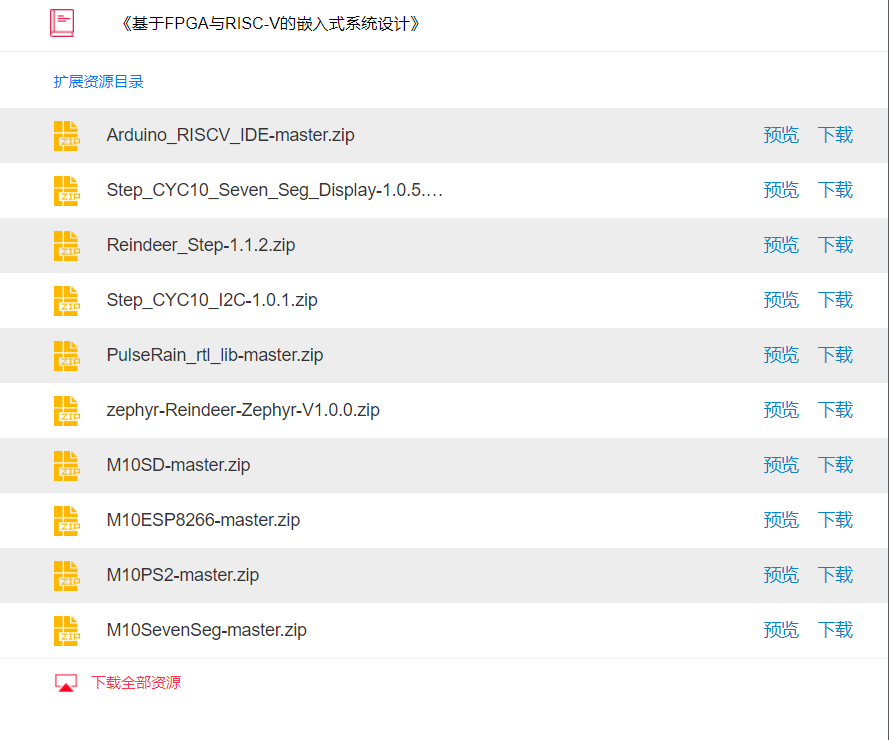 《基于FPGA与RISC-V的嵌入式系统设计》
扩展资源目录
ZIP Arduino_RISCV_IDE-master.zip 预览 下载
ZIP Step_CYC10_Seven_Seg_Display-1.0.5.… 预览 下载
ZIP Reindeer_Step-1.1.2.zip 预览 下载
ZIP Step_CYC10_I2C-1.0.1.zip 预览 下载
ZIP PulseRain_rtl_lib-master.zip 预览 下载
ZIP zephyr-Reindeer-Zephyr-V1.0.0.zip 预览 下载
ZIP M10SD-master.zip 预览 下载
ZIP M10ESP8266-master.zip 预览 下载
ZIP M10PS2-master.zip 预览 下载
ZIP M10SevenSeg-master.zip 预览 下载
下载全部资源